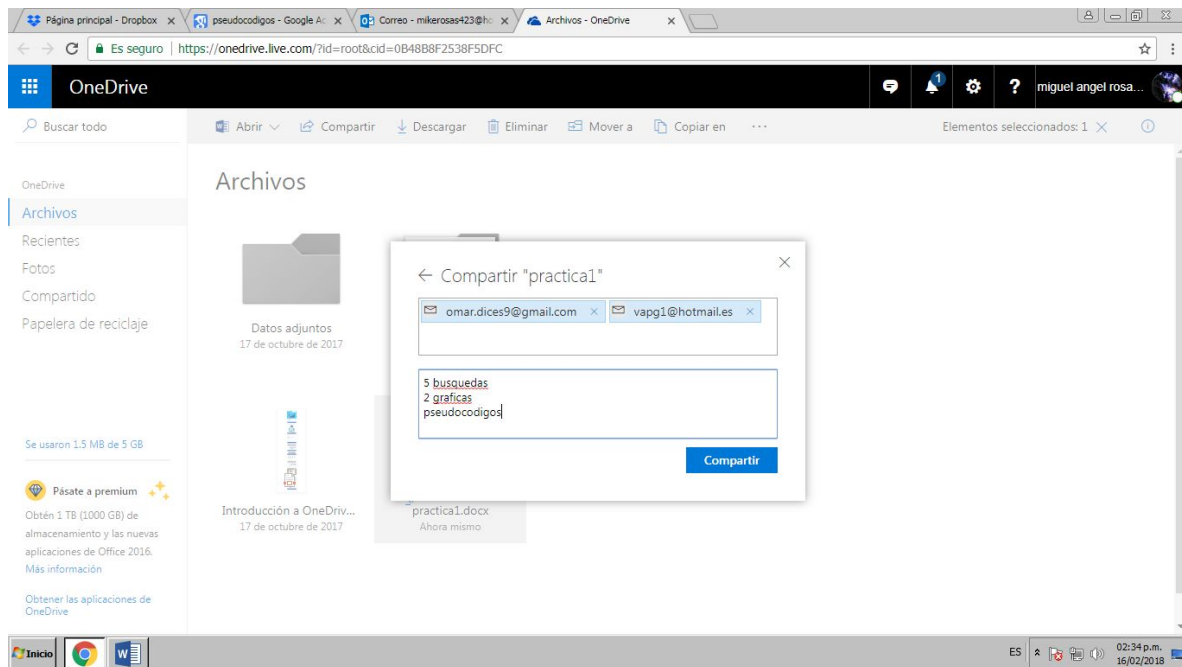 Página principal - Dropbox
pseudocodigos - Google Ac
Correo - mikerosas423@ho
Archivos - OneDrive
Es seguro
https://onedrive.live.com/?id=root&cid=0B48B8F2538F5DFC
OneDrive
1
?
miguel angel rosa...
Buscar todo
Abrir
Compartir
Descargar
Eliminar
Mover a
Copiar en
...
Elementos seleccionados: 1
OneDrive
Archivos
Recientes
Fotos
Compartido
Papelera de reciclaje
Se usaron 1.5 MB de 5 GB
Pásate a premium
Obtén 1 TB (1000 GB) de
almacenamiento y las nuevas
aplicaciones de Office 2016.
Más información
Obtener las aplicaciones de
OneDrive
Archivos
Datos adjuntos
17 de octubre de 2017
Introducción a OneDriv...
17 de octubre de 2017
practica1.docx
Ahora mismo
Compartir "practica1"
omar.dices9@gmail.com
vapg1@hotmail.es
5 busquedas
2 graficas
pseudocodigos
Compartir
Inicio
ES
02:34 p.m.
16/02/2018